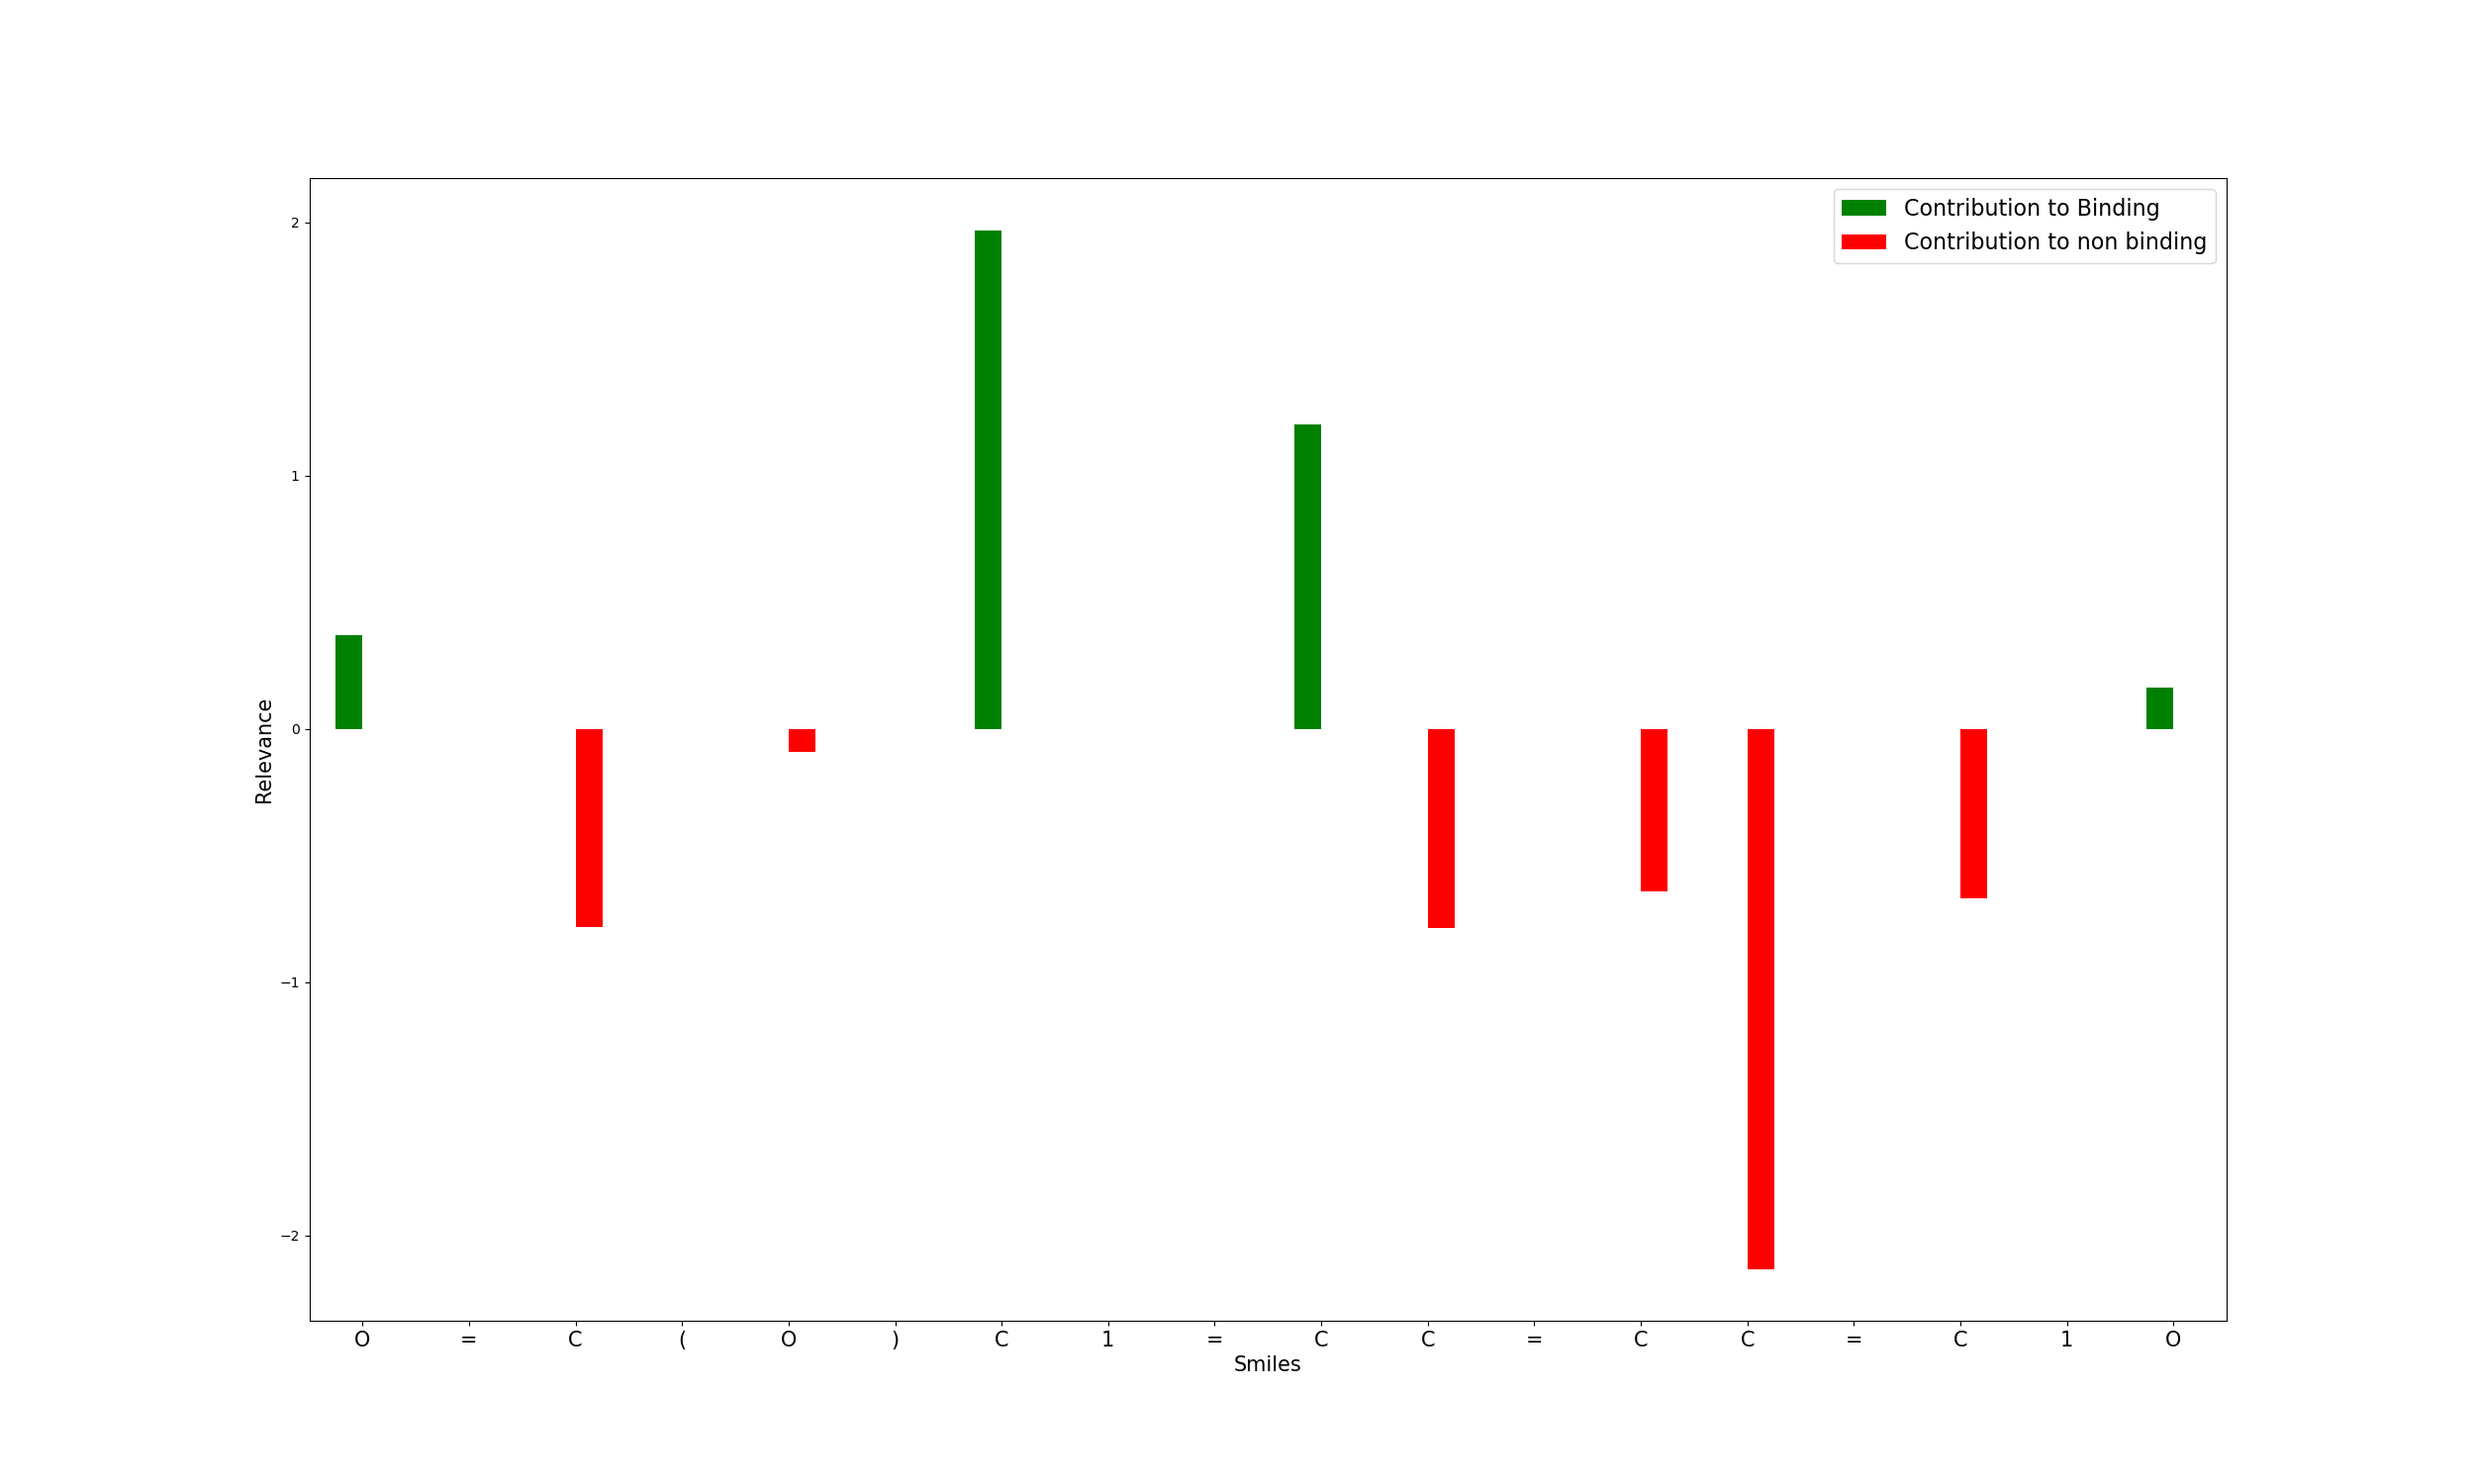 Contribution to Binding
Contribution to non binding
2
1
0
−1
−2
Relevance
O = C ( O ) C 1 = C C = C C = C 1 O
Smiles